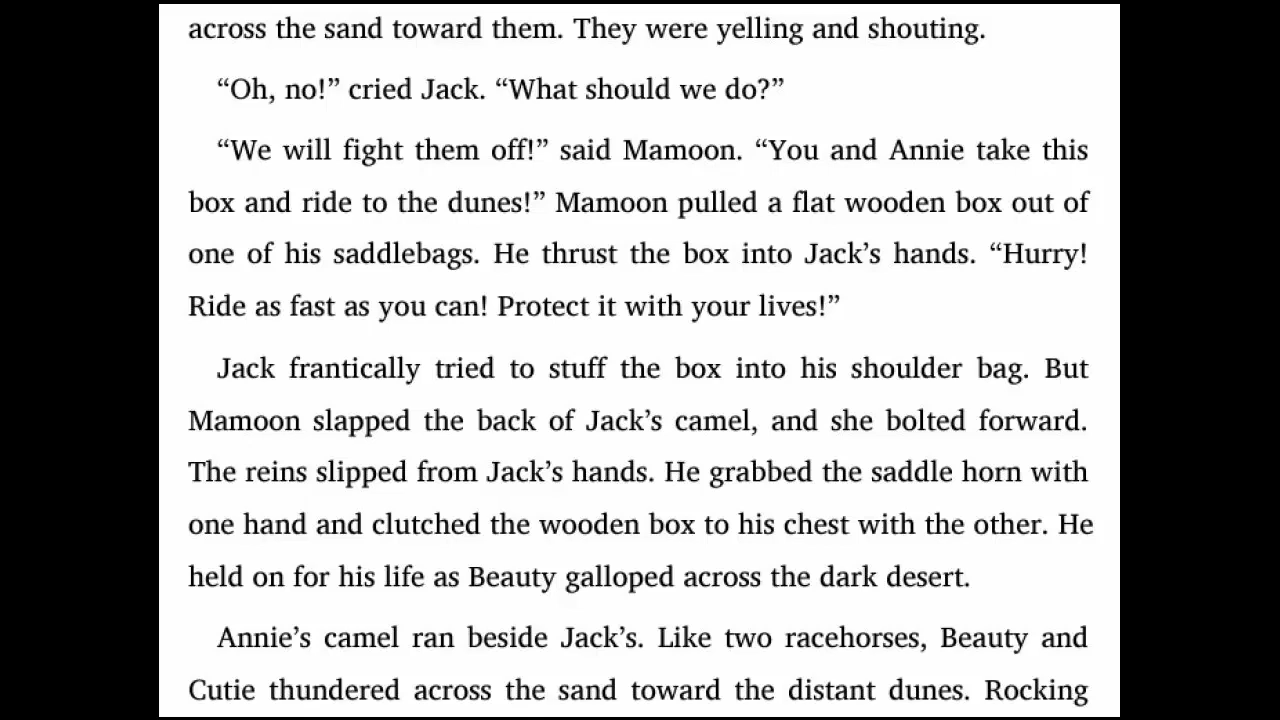 across the sand toward them. They were yelling and shouting.
“Oh, no!” cried Jack. “What should we do?”
“We will fight them off!” said Mamoon. “You and Annie take this
box and ride to the dunes!” Mamoon pulled a flat wooden box out of
one of his saddlebags. He thrust the box into Jack’s hands. “Hurry!
Ride as fast as you can! Protect it with your lives!”
Jack frantically tried to stuff the box into his shoulder bag. But
Mamoon slapped the back of Jack’s camel, and she bolted forward.
The reins slipped from Jack’s hands. He grabbed the saddle horn with
one hand and clutched the wooden box to his chest with the other. He
held on for his life as Beauty galloped across the dark desert.
Annie’s camel ran beside Jack’s. Like two racehorses, Beauty and
Cutie thundered across the sand toward the distant dunes. Rocking